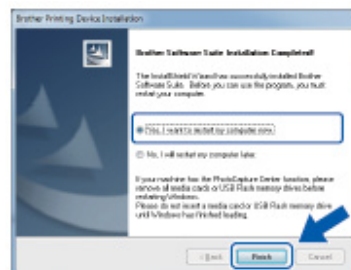 Brother Printing Device Installation
Brother Software Suite Installation Completed!
The InstallShield Wizard has successfully installed Brother
Software Suite. Before you can use the program, you must
restart your computer.
Yes, I want to restart my computer now.
No, I will restart my computer later.
If your machine has the PhotoCapture Center function, please
remove all media cards or USB Flash memory drives before
restarting Windows.
Please do not insert a media card or USB Flash memory drive
until Windows has finished loading.
< Back
Finish
Cancel